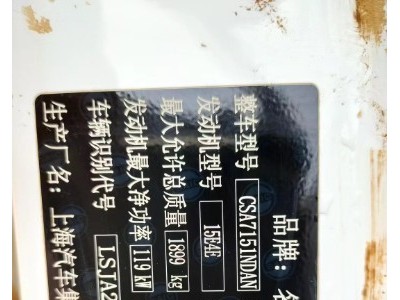 品牌:
整车型号 CSA7151NDAN
发动机型号 15E4E
最大允许总质量 1899 kg
发动机最大净功率 119 kW
车辆识别代号 LSJA2
生产厂名: 上海汽车集